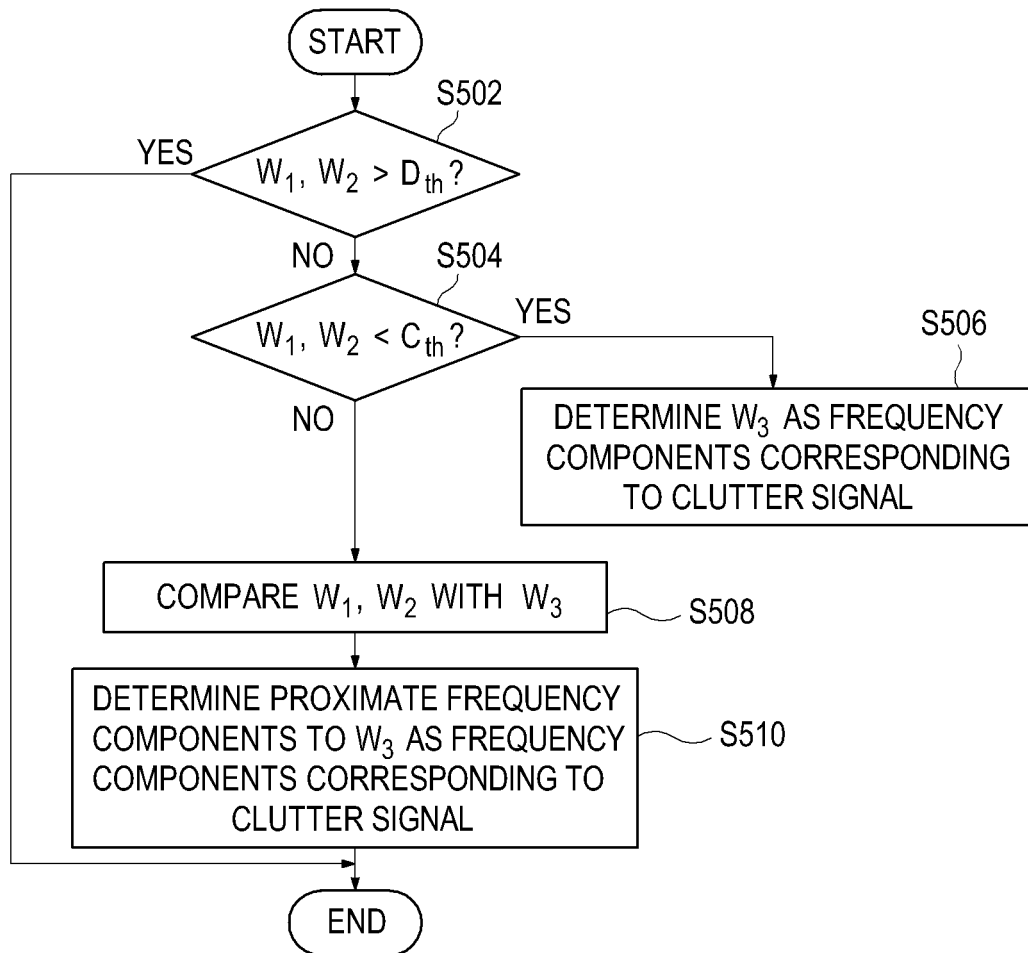 START
S502
YES
W₁, W₂ > Dth?
NO
S504
W₁, W₂ < Cth?
YES
NO
S506
DETERMINE W₃ AS FREQUENCY
COMPONENTS CORRESPONDING
TO CLUTTER SIGNAL
COMPARE W₁, W₂ WITH W₃
S508
DETERMINE PROXIMATE FREQUENCY
COMPONENTS TO W₃ AS FREQUENCY
COMPONENTS CORRESPONDING TO
CLUTTER SIGNAL
S510
END